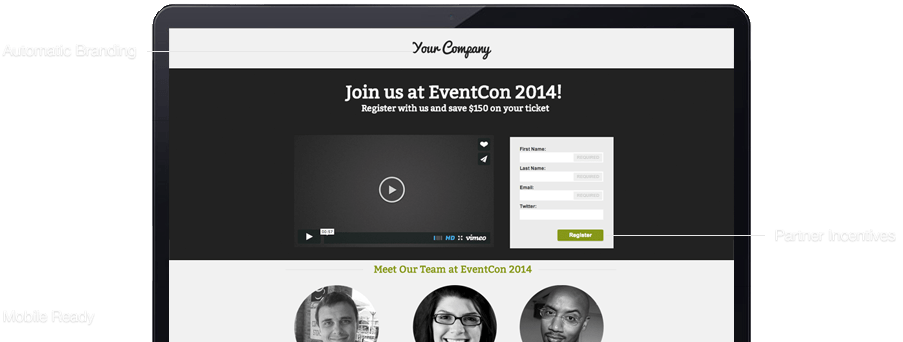 Automatic Branding
Your Company
Join us at EventCon 2014!
Register with us and save $150 on your ticket
First Name:
REQUIRED
Last Name:
REQUIRED
Email:
REQUIRED
Twitter:
Register
Partner Incentives
HD
vimeo
Meet Our Team at EventCon 2014
Mobile Ready